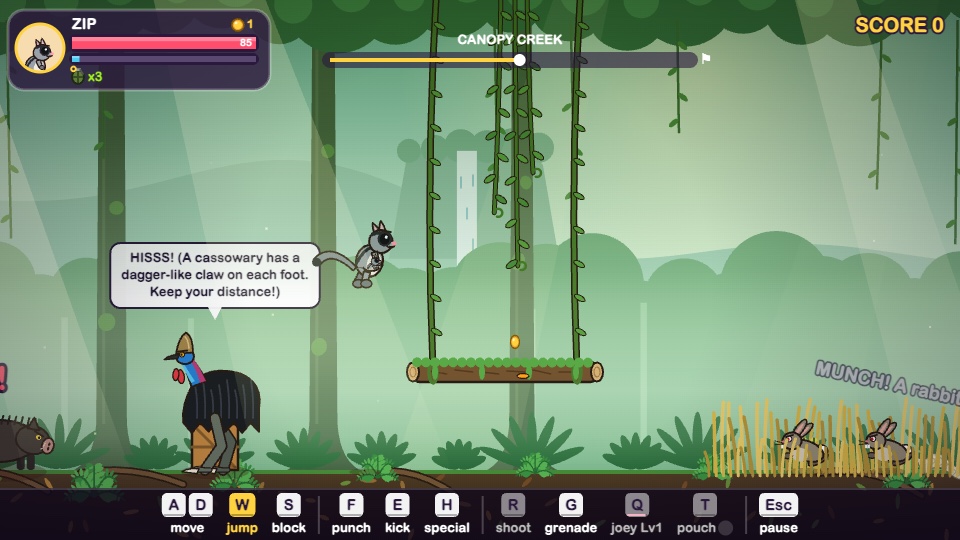 ZIP
1
85
x3
CANOPY CREEK
SCORE 0
HISSS! (A cassowary has a
dagger-like claw on each foot.
Keep your distance!)
!
MUNCH! A rabbit
A D W S F E H R G Q T Esc
move jump block punch kick special shoot grenade joey Lv1 pouch pause